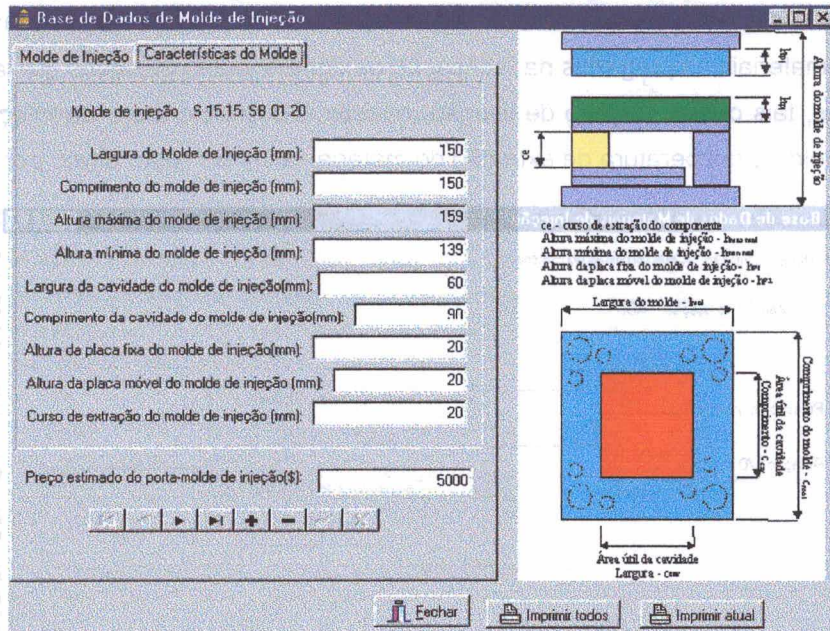 Base de Dados de Molde de Injeção
Molde de Injeção
Características do Molde
Molde de injeção S 15.15. SB 01 20
Largura do Molde de Injeção (mm): 150
Comprimento do molde de injeção (mm): 150
Altura máxima do molde de injeção (mm): 159
Altura mínima do molde de injeção (mm): 139
Largura da cavidade do molde de injeção(mm): 60
Comprimento da cavidade do molde de injeção(mm): 90
Altura da placa fixa do molde de injeção(mm): 20
Altura da placa móvel do molde de injeção (mm): 20
Curso de extração do molde de injeção (mm): 20
Preço estimado do porta-molde de injeção($): 5000
Fechar
Imprimir todos
Imprimir atual
Altura do molde de injeção
ce
ce - curso de extração do componente
Altura máxima do molde de injeção -
Altura mínima do molde de injeção -
Altura da placa fixa do molde de injeção -
Altura da placa móvel do molde de injeção -
Largura do molde -
Comprimento do molde -
Área útil da cavidade
Comprimento -
Área útil da cavidade
Largura -